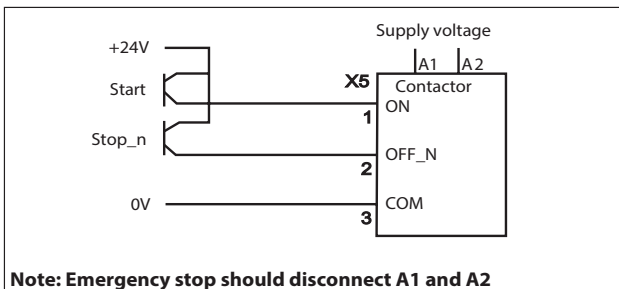 Supply voltage
+24V
A1 A2
X5 Contactor
Start
ON
1
Stop_n
OFF_N
2
0V COM
3
Note: Emergency stop should disconnect A1 and A2